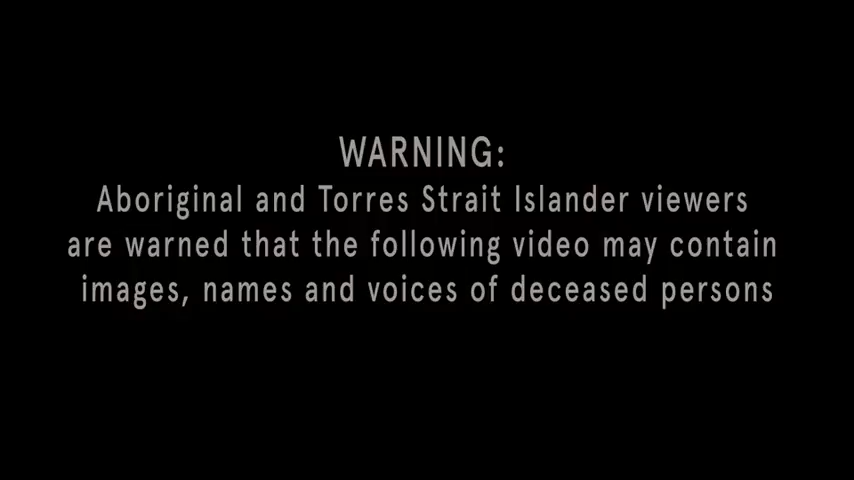 WARNING:
Aboriginal and Torres Strait Islander viewers
are warned that the following video may contain
images, names and voices of deceased persons